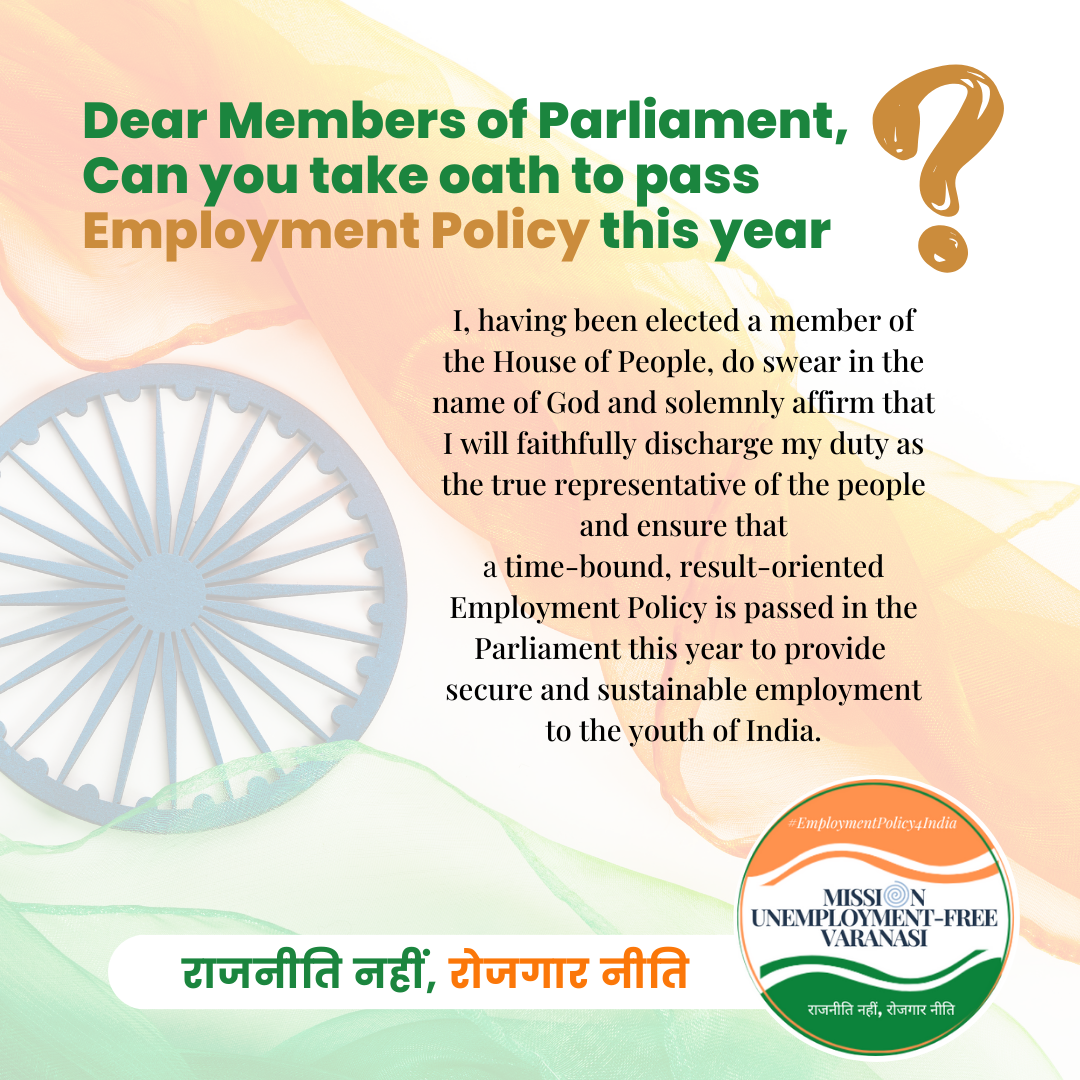 Dear Members of Parliament,
Can you take oath to pass
Employment Policy this year
?
I, having been elected a member of
the House of People, do swear in the
name of God and solemnly affirm that
I will faithfully discharge my duty as
the true representative of the people
and ensure that
a time-bound, result-oriented
Employment Policy is passed in the
Parliament this year to provide
secure and sustainable employment
to the youth of India.
#EmploymentPolicy4India
MISSION
UNEMPLOYMENT-FREE
VARANASI
राजनीति नहीं, रोजगार नीति
राजनीति नहीं, रोजगार नीति